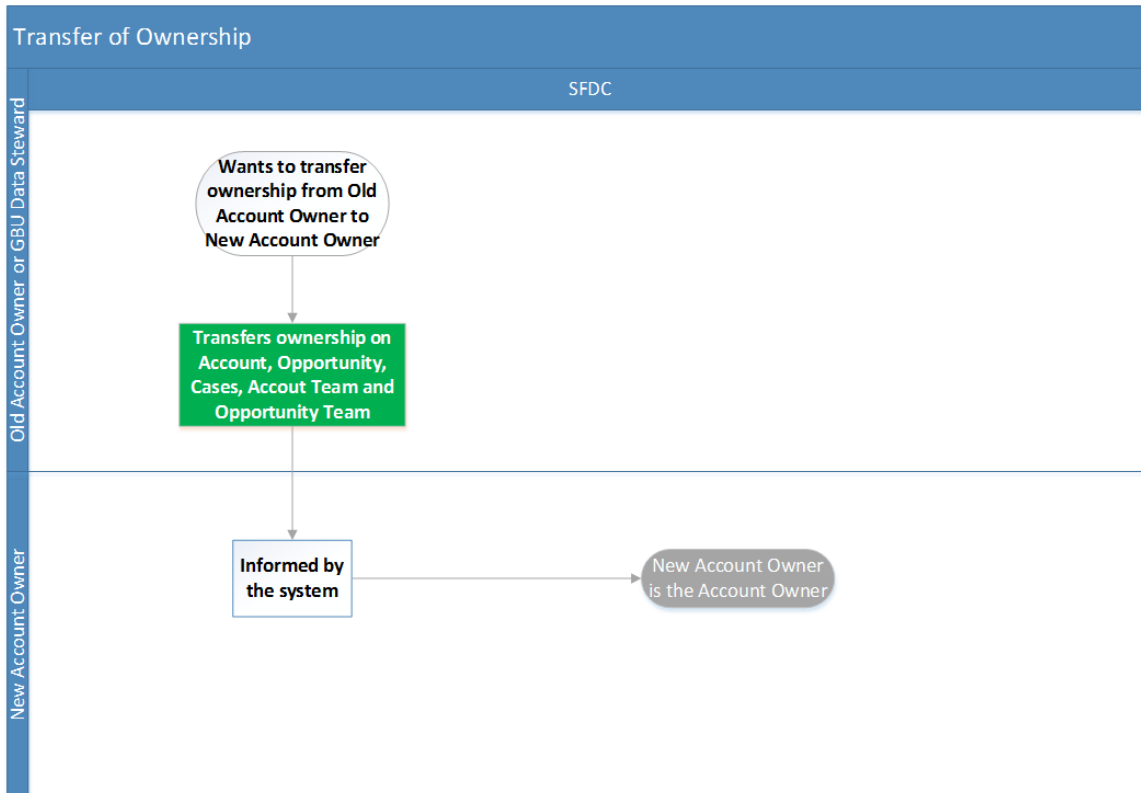 Transfer of Ownership
SFDC
Old Account Owner or GBU Data Steward
Wants to transfer
ownership from Old
Account Owner to
New Account Owner
Transfers ownership on
Account, Opportunity,
Cases, Accout Team and
Opportunity Team
New Account Owner
Informed by
the system
New Account Owner
is the Account Owner